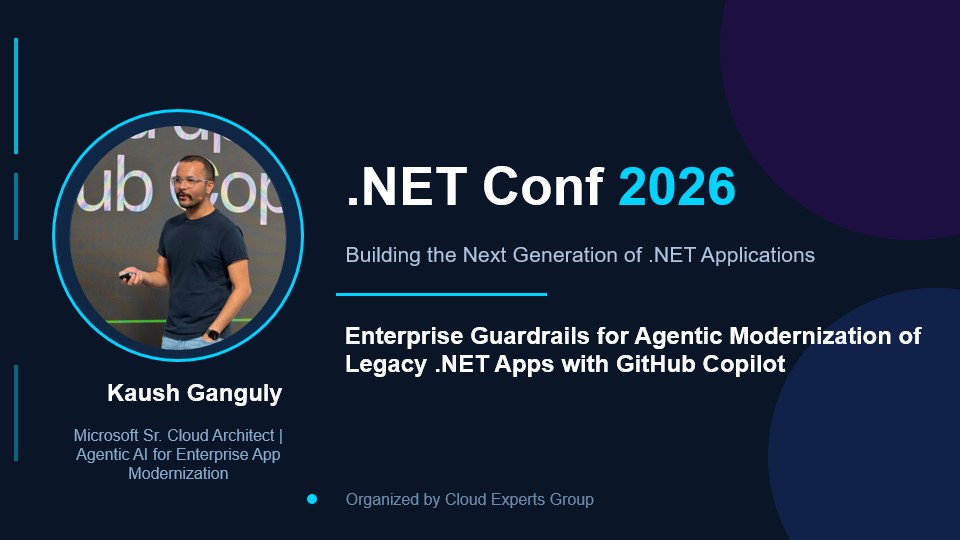 ub Cop
Kaush Ganguly
Microsoft Sr. Cloud Architect |
Agentic AI for Enterprise App
Modernization
.NET Conf 2026
Building the Next Generation of .NET Applications
Enterprise Guardrails for Agentic Modernization of
Legacy .NET Apps with GitHub Copilot
Organized by Cloud Experts Group